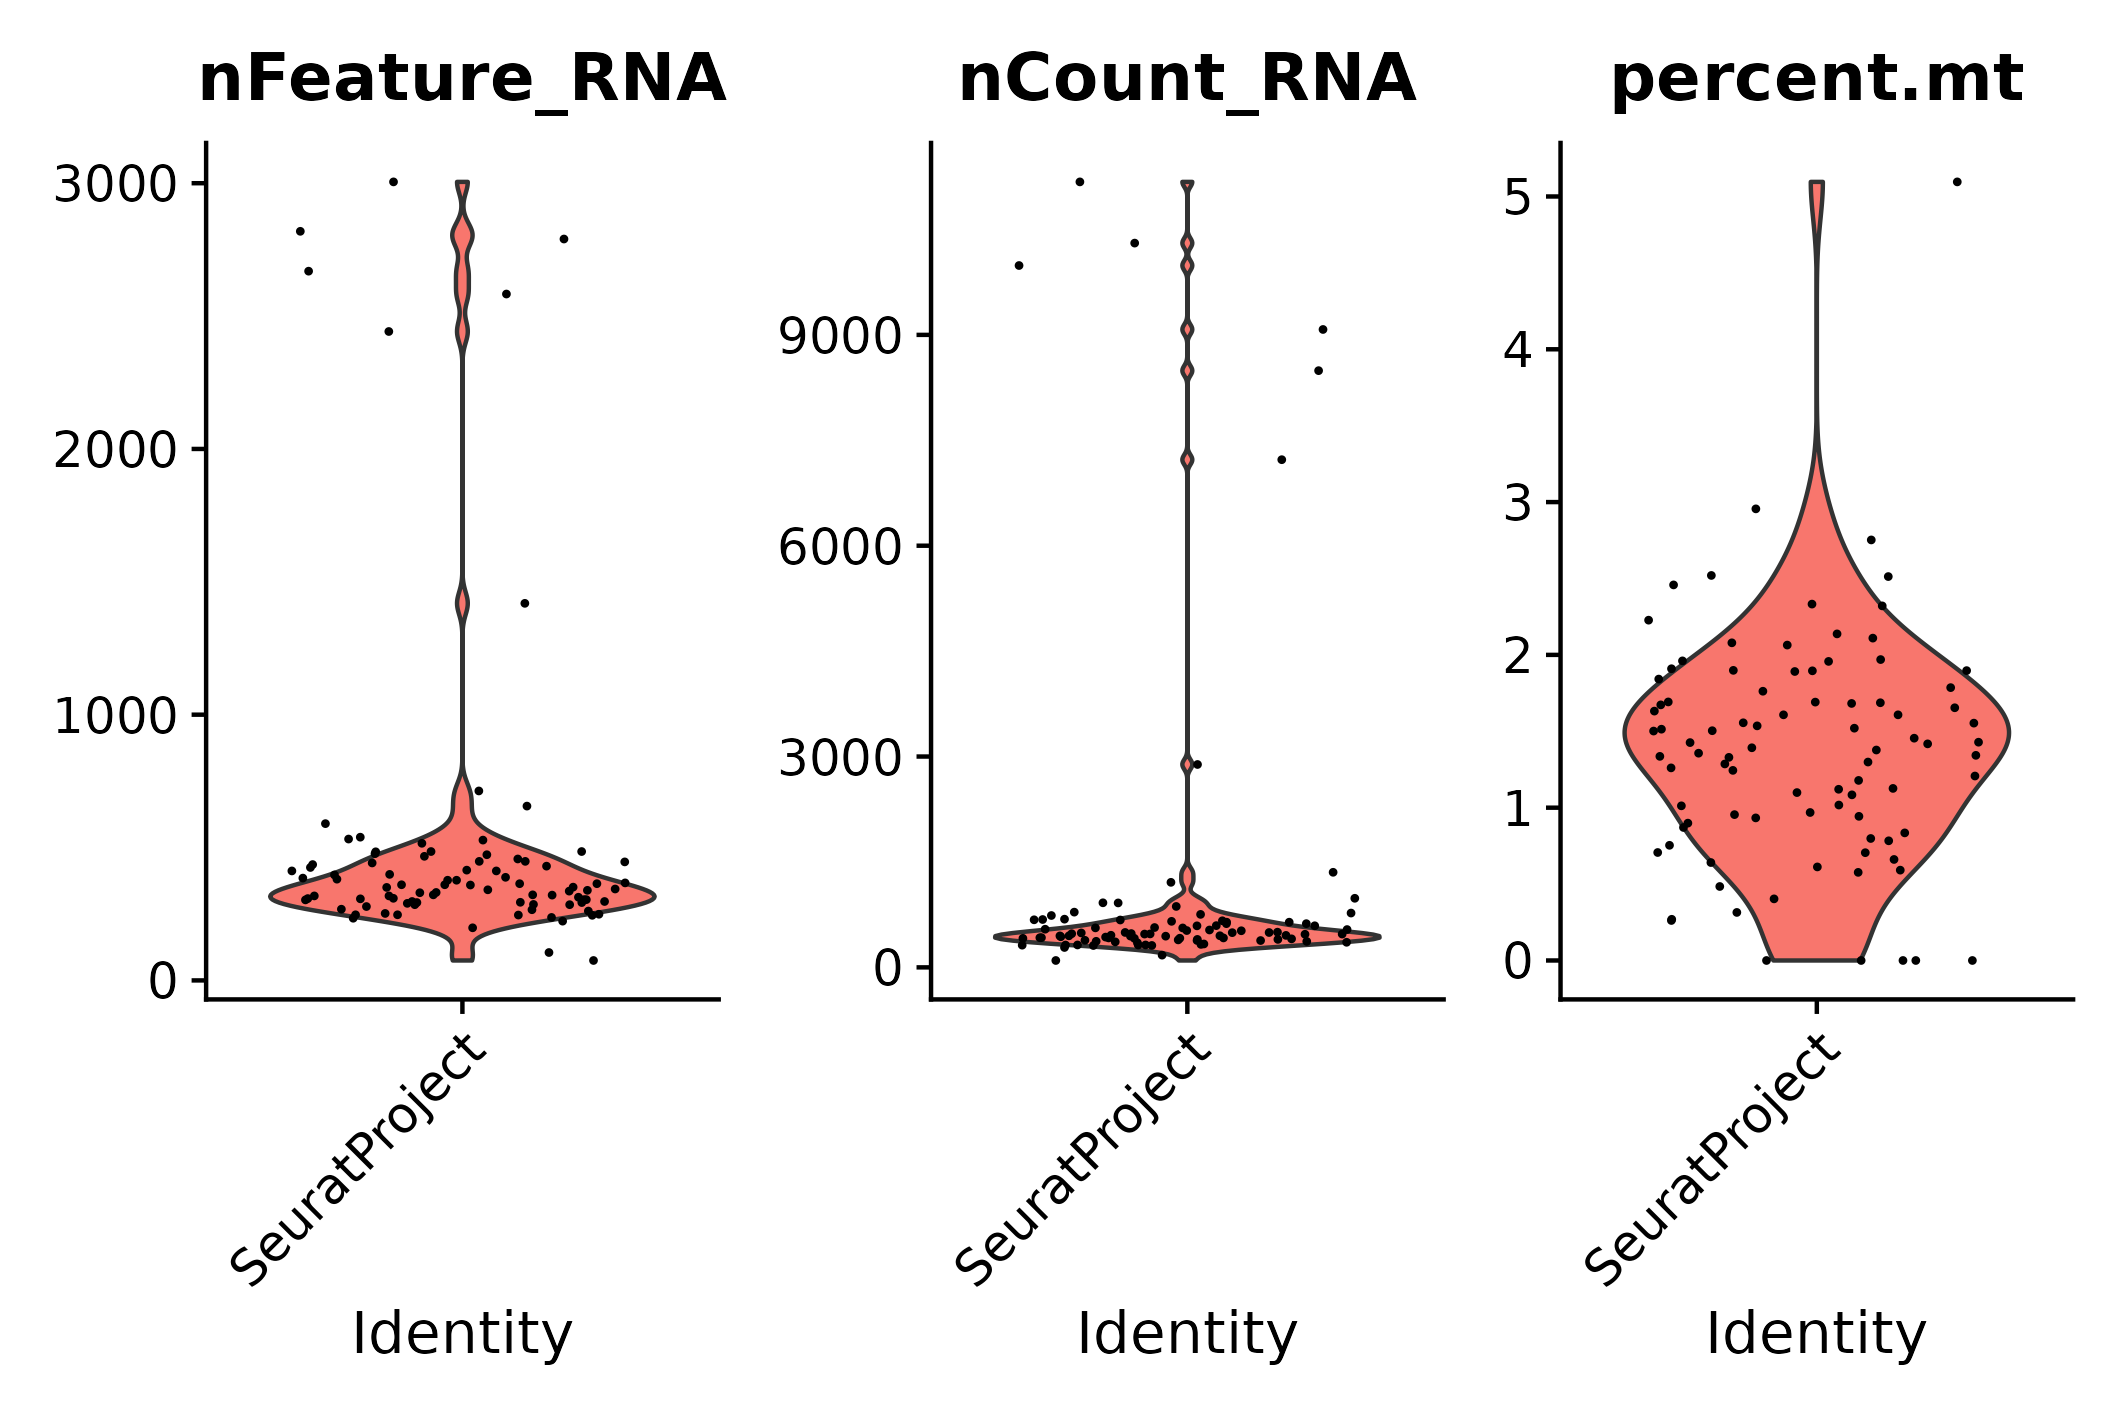 nFeature_RNA
3000
2000
1000
0
SeuratProject
Identity
nCount_RNA
9000
6000
3000
0
SeuratProject
Identity
percent.mt
5
4
3
2
1
0
SeuratProject
Identity